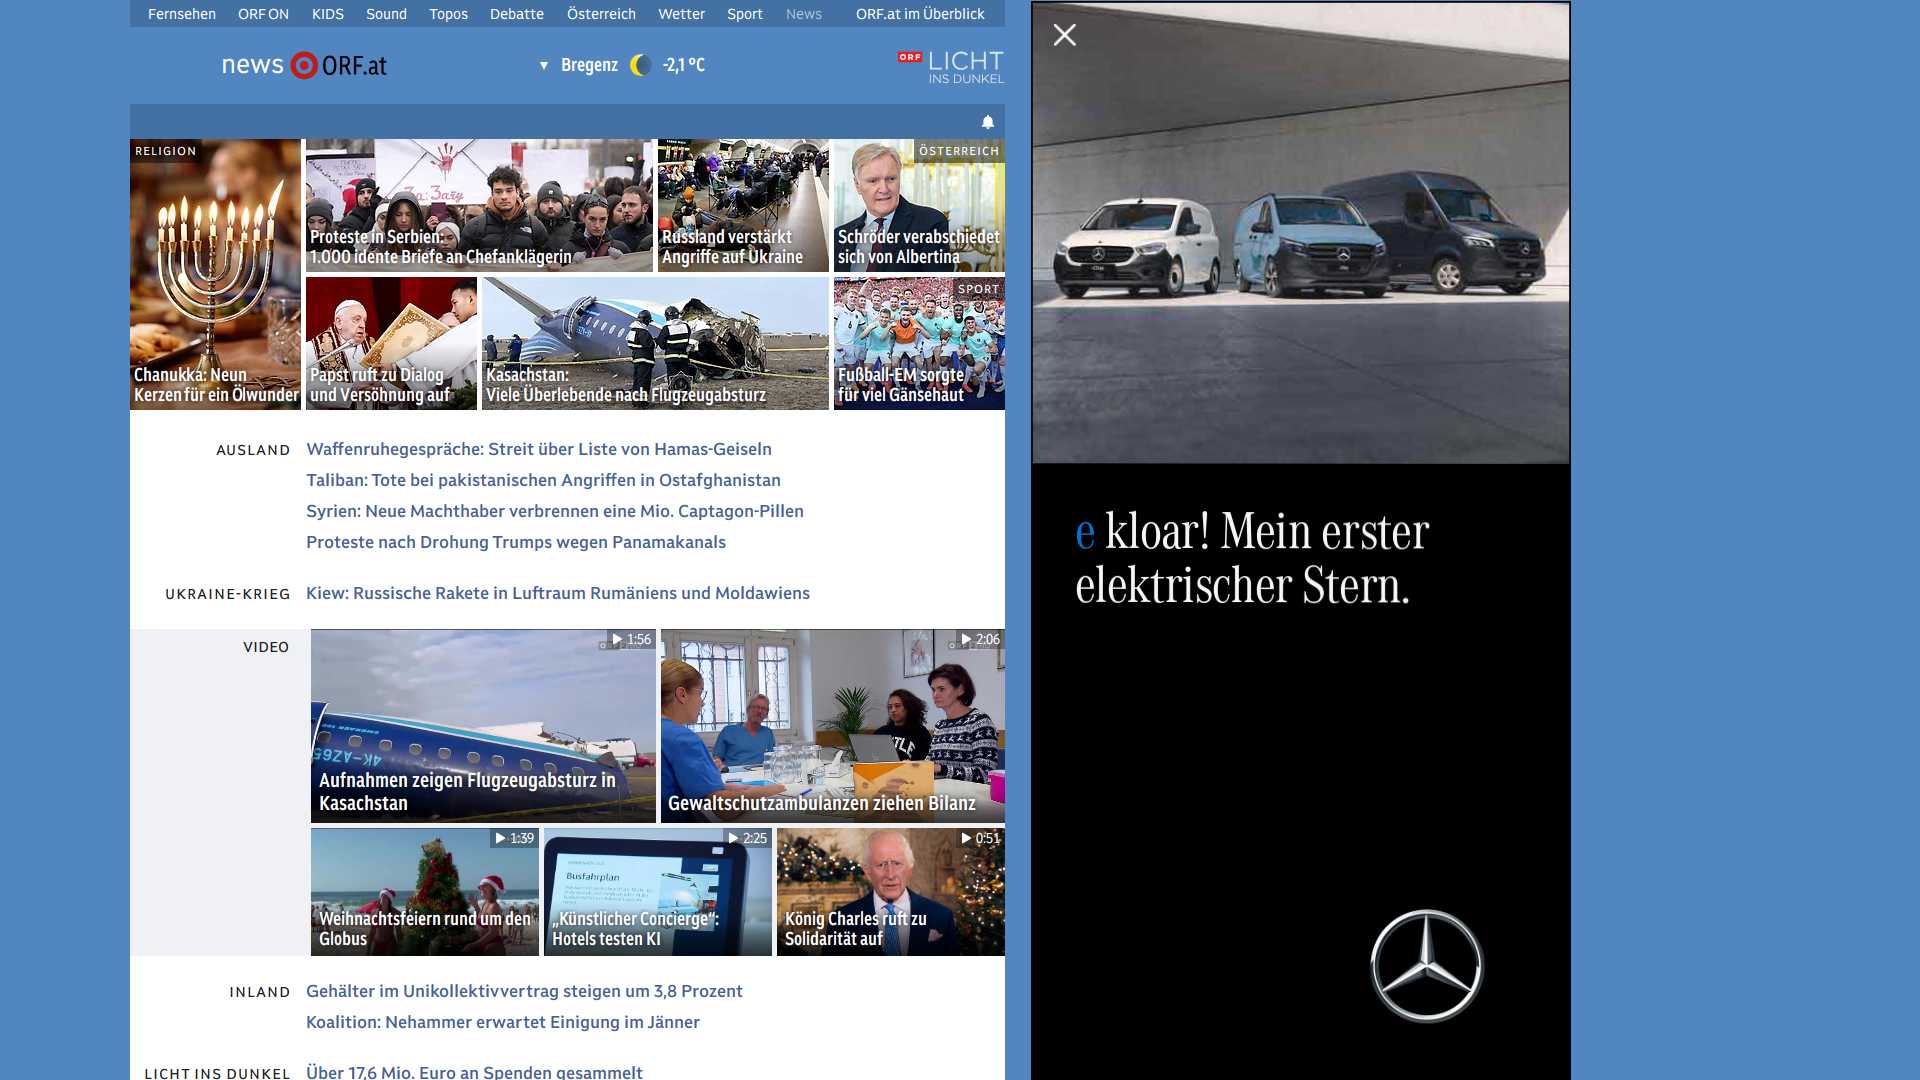 Fernsehen ORF ON KIDS Sound Topos Debatte Österreich Wetter Sport News ORF.at im Überblick
news ORF.at
Bregenz -2,1 °C
ORF LICHT
INS DUNKEL
RELIGION
Chanukka: Neun
Kerzen für ein Ölwunder
Proteste in Serbien:
1.000 idente Briefe an Chefanklägerin
Russland verstärkt
Angriffe auf Ukraine
ÖSTERREICH
Schröder verabschiedet
sich von Albertina
Papst ruft zu Dialog
und Versöhnung auf
Kasachstan:
Viele Überlebende nach Flugzeugabsturz
SPORT
Fußball-EM sorgte
für viel Gänsehaut
AUSLAND
Waffenruhegespräche: Streit über Liste von Hamas-Geiseln
Taliban: Tote bei pakistanischen Angriffen in Ostafghanistan
Syrien: Neue Machthaber verbrennen eine Mio. Captagon-Pillen
Proteste nach Drohung Trumps wegen Panamakanals
UKRAINE-KRIEG
Kiew: Russische Rakete in Luftraum Rumäniens und Moldawiens
VIDEO
1:56
Aufnahmen zeigen Flugzeugabsturz in
Kasachstan
2:06
Gewaltschutzambulanzen ziehen Bilanz
1:39
Weihnachtsfeiern rund um den
Globus
2:25
Busfahrplan
„Künstlicher Concierge“:
Hotels testen KI
0:51
König Charles ruft zu
Solidarität auf
INLAND
Gehälter im Unikollektivvertrag steigen um 3,8 Prozent
Koalition: Nehammer erwartet Einigung im Jänner
LICHT INS DUNKEL
Über 17,6 Mio. Euro an Spenden gesammelt
e kloar! Mein erster
elektrischer Stern.